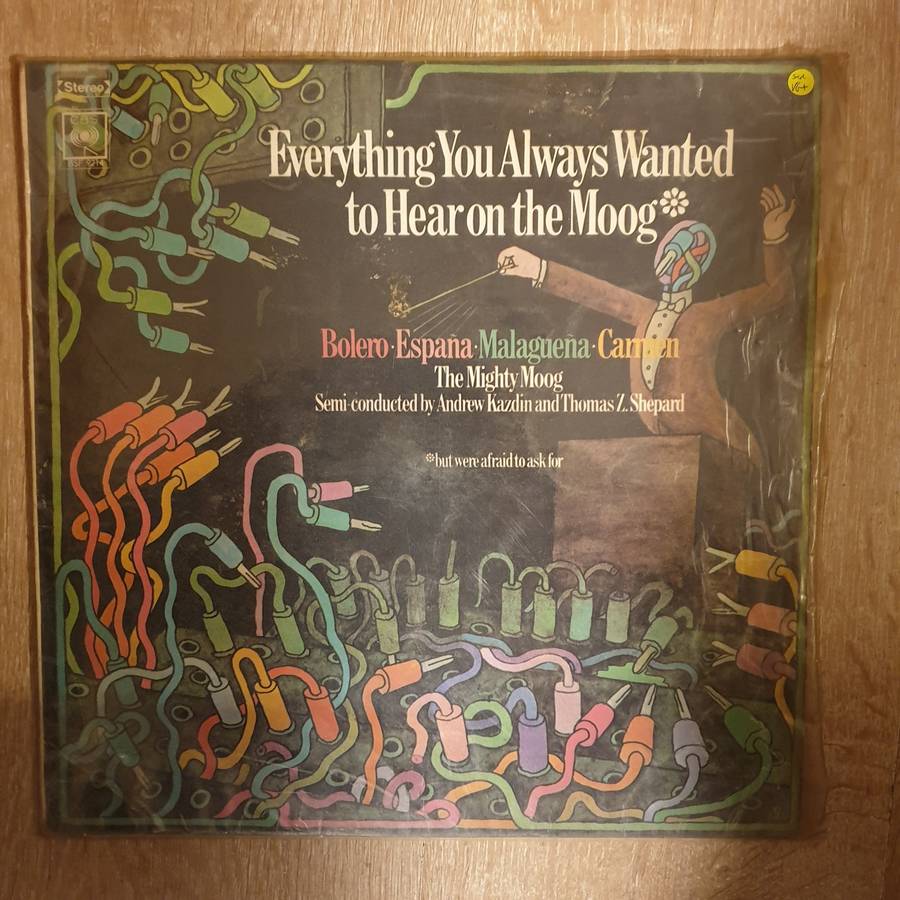 Stereo
CBS
Everything You Always Wanted
to Hear on the Moog*
Bolero·España·Malagueña·Carmen
The Mighty Moog
Semi-conducted by Andrew Kazdin and Thomas Z. Shepard
*but were afraid to ask for
VG+